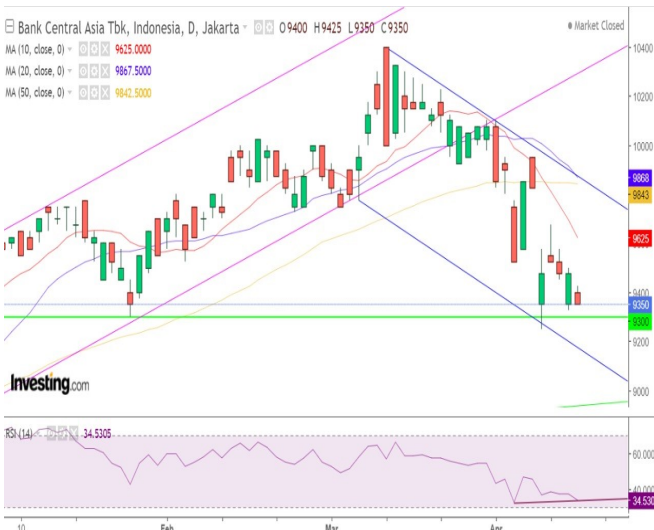 Bank Central Asia Tbk, Indonesia, D, Jakarta O9400 H9425 L9350 C9350
Market Closed
MA (10, close, 0) 9625.0000
MA (20, close, 0) 9867.5000
MA (50, close, 0) 9842.5000
10400
10200
10000
9868
9843
9625
9400
9350
9300
9200
9000
Investing.com
RSI (14) 34.5305
60.000
40.000
34.530
10 Feb Mar Apr